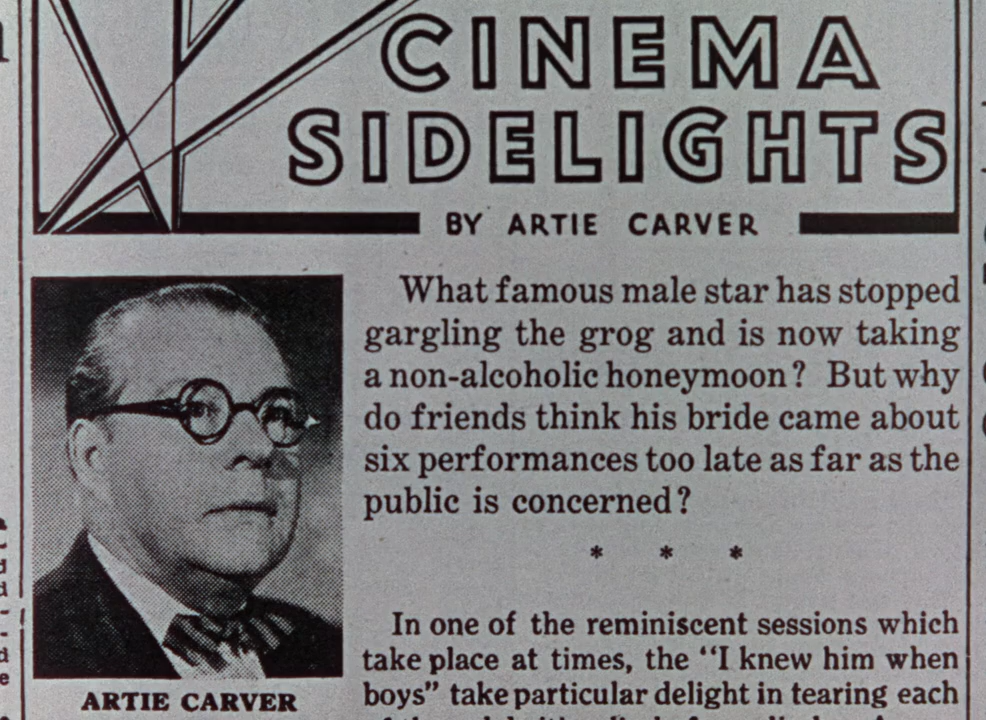 CINEMA
SIDELIGHTS
BY ARTIE CARVER
What famous male star has stopped
gargling the grog and is now taking
a non-alcoholic honeymoon? But why
do friends think his bride came about
six performances too late as far as the
public is concerned?
* * *
In one of the reminiscent sessions which
take place at times, the "I knew him when
boys" take particular delight in tearing each
ARTIE CARVER